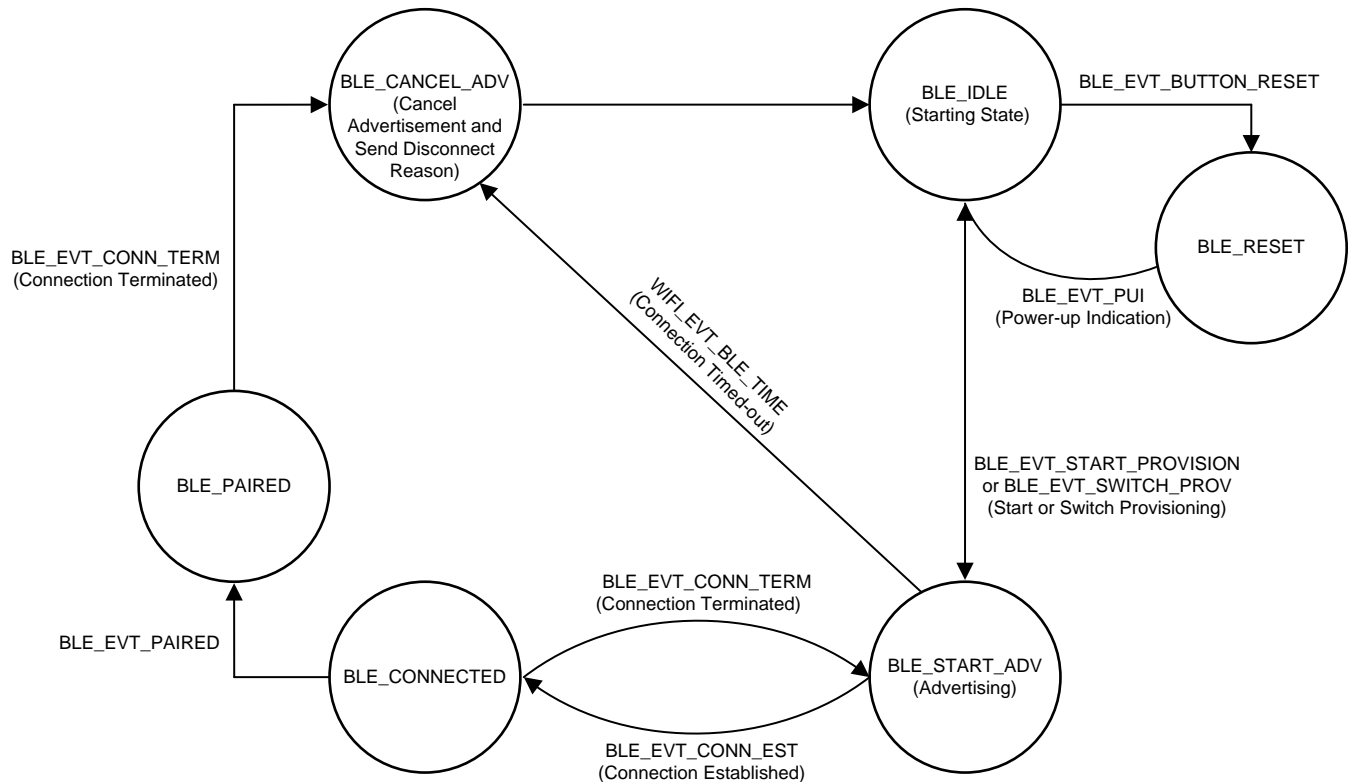 BLE_CANCEL_ADV
(Cancel
Advertisement and
Send Disconnect
Reason)
BLE_IDLE
(Starting State)
BLE_EVT_BUTTON_RESET
BLE_RESET
BLE_EVT_PUI
(Power-up Indication)
BLE_EVT_CONN_TERM
(Connection Terminated)
WIFI_EVT_BLE_TIME
(Connection Timed-out)
BLE_PAIRED
BLE_EVT_START_PROVISION
or BLE_EVT_SWITCH_PROV
(Start or Switch Provisioning)
BLE_EVT_PAIRED
BLE_CONNECTED
BLE_EVT_CONN_TERM
(Connection Terminated)
BLE_START_ADV
(Advertising)
BLE_EVT_CONN_EST
(Connection Established)